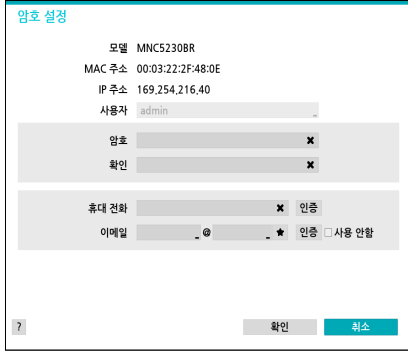 암호 설정
모델 MNC5230BR
MAC 주소 00:03:22:2F:48:0E
IP 주소 169.254.216.40
사용자 admin
암호
확인
휴대 전화 인증
이메일 @ 인증 사용 안함
? 확인 취소